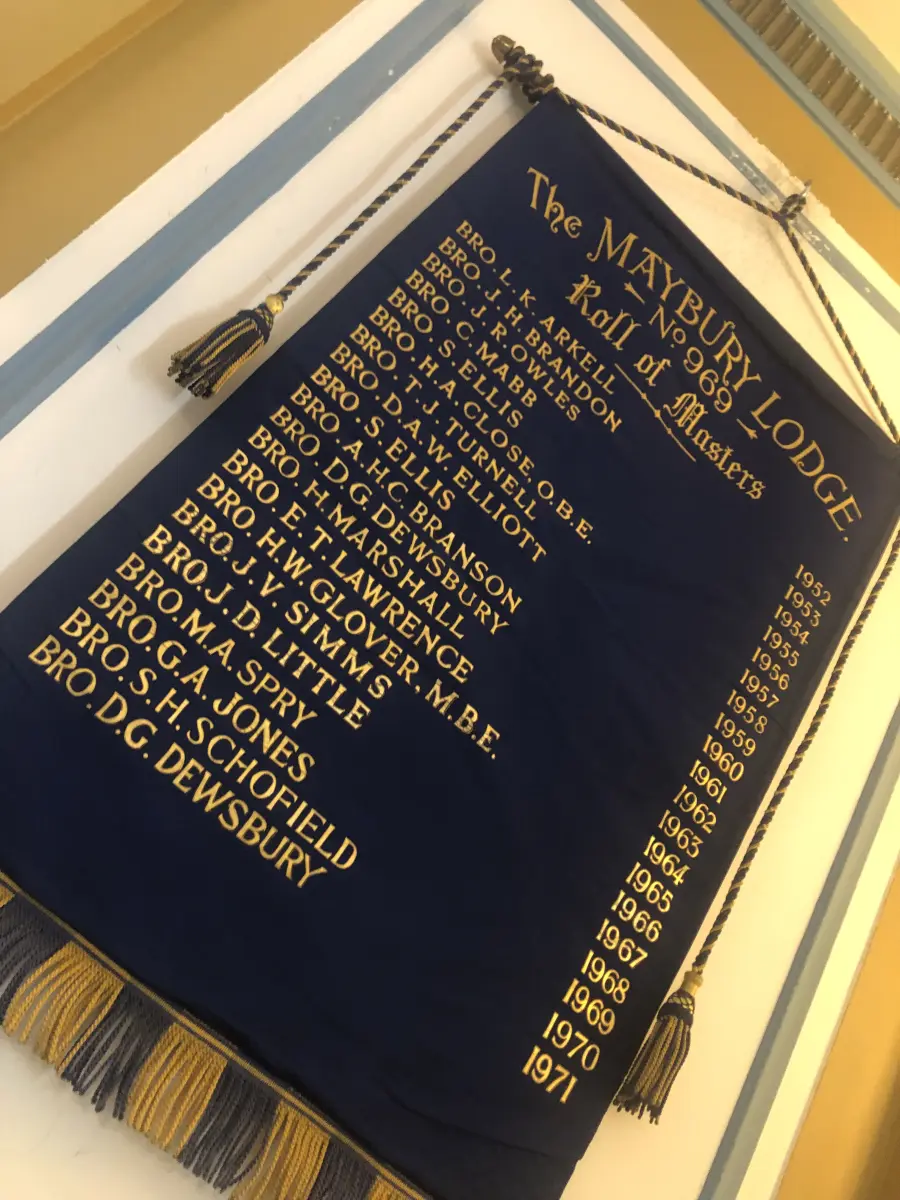 The MAYBURY LODGE.
No 969
Roll of Masters
BRO. L. K. ARKELL 1952
BRO. J. H. BRANDON 1953
BRO. J. ROWLES 1954
BRO. C. MABB 1955
BRO. S. ELLIS 1956
BRO. H. A. CLOSE, O.B.E. 1957
BRO. T. J. TURNELL 1958
BRO. D. A. W. ELLIOTT 1959
BRO. S. ELLIS 1960
BRO. A. H. C. BRANSON 1961
BRO. D. G. DEWSBURY 1962
BRO. H. MARSHALL 1963
BRO. E. T. LAWRENCE 1964
BRO. H. W. GLOVER, M.B.E. 1965
BRO. J. V. SIMMS 1966
BRO. J. D. LITTLE 1967
BRO. M. A. SPRY 1968
BRO. G. A. JONES 1969
BRO. S. H. SCHOFIELD 1970
BRO. D. G. DEWSBURY 1971